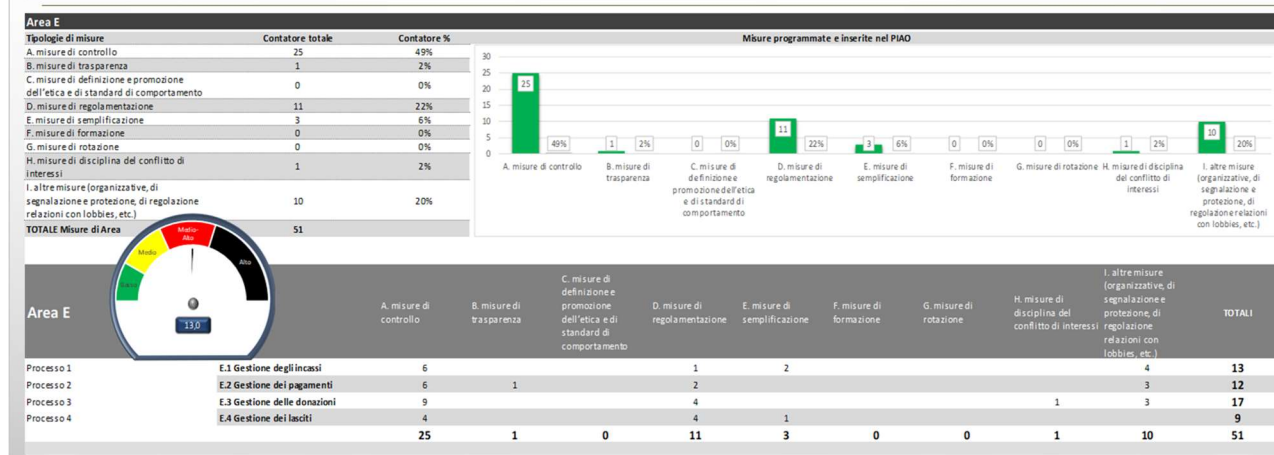 Area E
Tipologie di misure Contatore totale Contatore %
A. misure di controllo 25 49%
B. misure di trasparenza 1 2%
C. misure di definizione e promozione
dell'etica e di standard di comportamento 0 0%
D. misure di regolamentazione 11 22%
E. misure di semplificazione 3 6%
F. misure di formazione 0 0%
G. misure di rotazione 0 0%
H. misure di disciplina del conflitto di
interessi 1 2%
I. altre misure (organizzative, di
segnalazione e protezione, di regolazione
relazioni con lobbies, etc.) 10 20%
TOTALE Misure di Area 51
Misure programmate e inserite nel PIAO
30
25
20
15
10
5
0
25 49% 1 2% 0 0% 11 22% 3 6% 0 0% 0 0% 1 2% 10 20%
A. misure di controllo
B. misure di
trasparenza
C. misure di
definizione e
promozione dell'etica
e di standard di
comportamento
D. misure di
regolamentazione
E. misure di
semplificazione
F. misure di
formazione
G. misure di rotazione
H. misure di disciplina
del conflitto di
interessi
I. altre misure
(organizzative, di
segnalazione e
protezione, di
regolazione relazioni
con lobbies, etc.)
Basso
Medio
Medio-
Alto
Alto
13,0
Area E
A. misure di
controllo
B. misure di
trasparenza
C. misure di
definizione e
promozione
dell'etica e di
standard di
comportamento
D. misure di
regolamentazione
E. misure di
semplificazione
F. misure di
formazione
G. misure di
rotazione
H. misure di
disciplina del
conflitto di interessi
I. altre misure
(organizzative, di
segnalazione e
protezione, di
regolazione
relazioni con
lobbies, etc.)
TOTALI
Processo 1 E.1 Gestione degli incassi 6 1 2 4 13
Processo 2 E.2 Gestione dei pagamenti 6 1 2 3 12
Processo 3 E.3 Gestione delle donazioni 9 4 1 3 17
Processo 4 E.4 Gestione dei lasciti 4 4 1 9
25 1 0 11 3 0 0 1 10 51